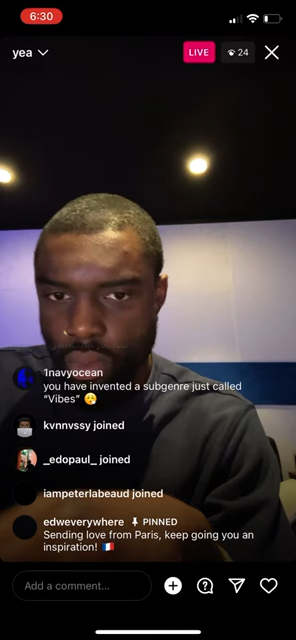 6:30
yea
LIVE
24
1navyocean
you have invented a subgenre just called
“Vibes” 😮‍💨
kvnnvssy joined
_edopaul_ joined
iampeterlabeaud joined
edweverywhere PINNED
Sending love from Paris, keep going you an
inspiration! 🇫🇷
Add a comment...